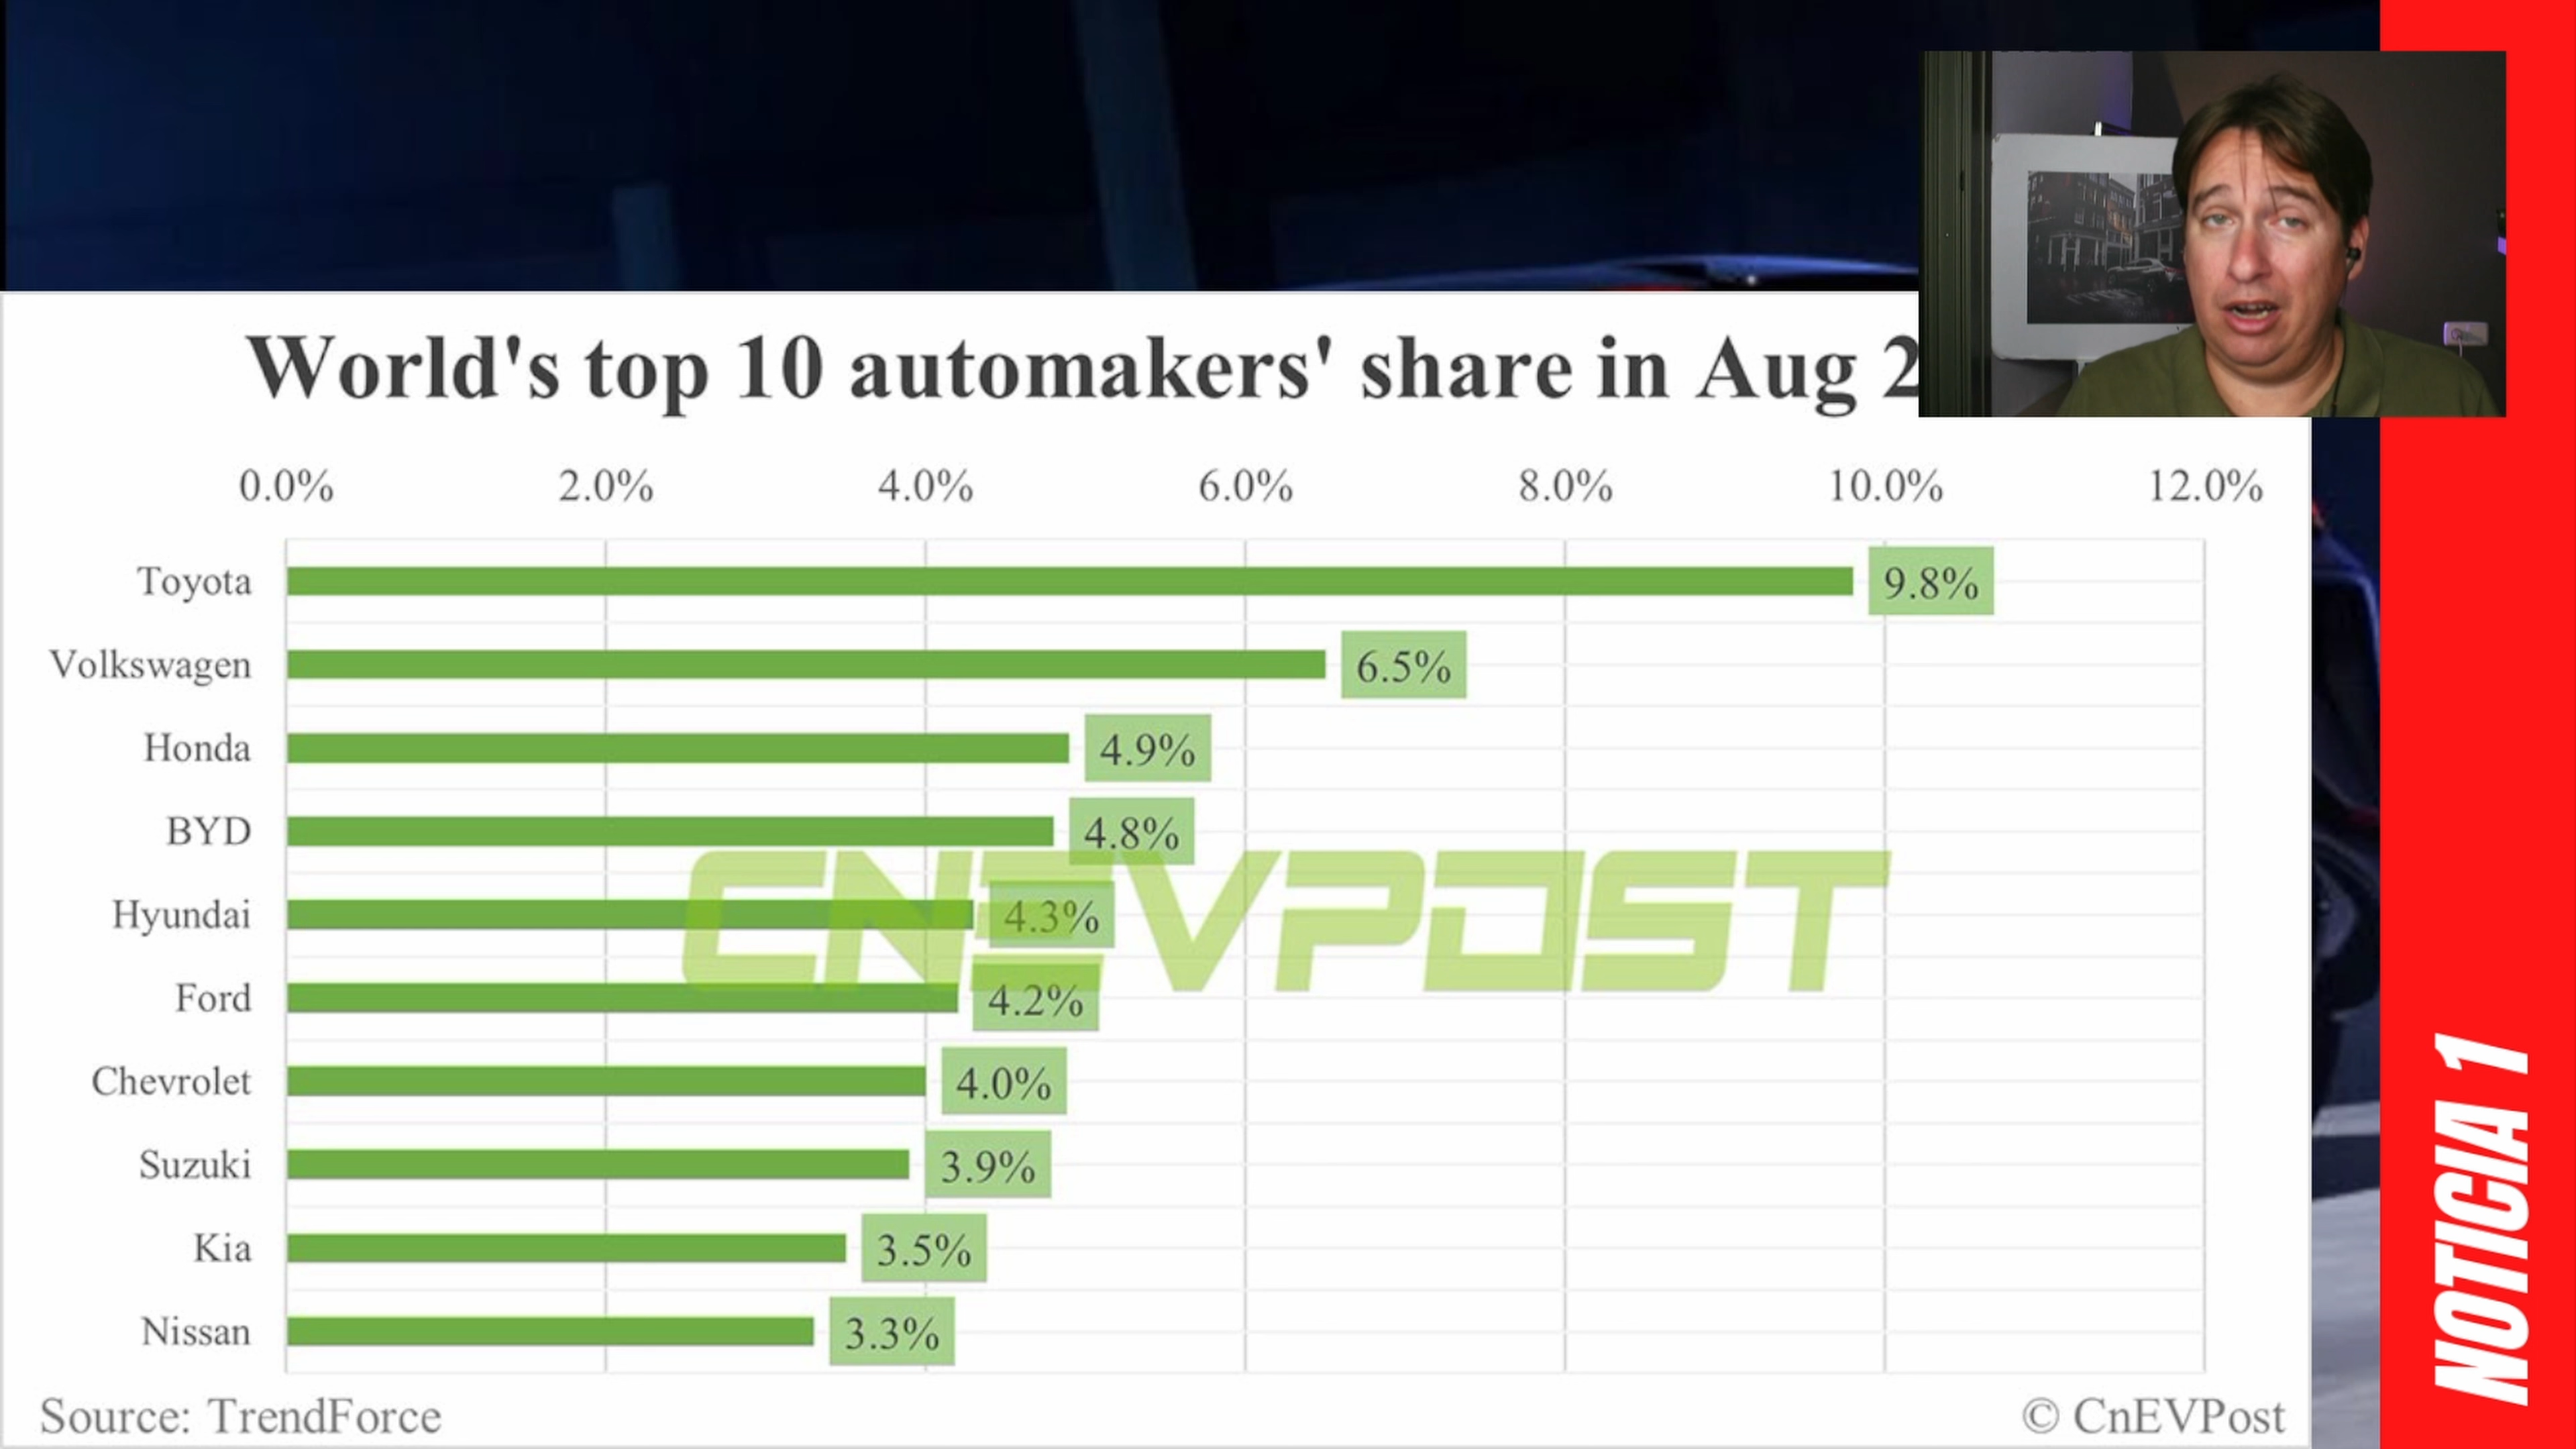 World's top 10 automakers' share in Aug 2
0.0% 2.0% 4.0% 6.0% 8.0% 10.0% 12.0%
Toyota 9.8%
Volkswagen 6.5%
Honda 4.9%
BYD 4.8%
Hyundai 4.3%
Ford 4.2%
Chevrolet 4.0%
Suzuki 3.9%
Kia 3.5%
Nissan 3.3%
CNEVPOST
Source: TrendForce
© CnEVPost
NOTICIA 1